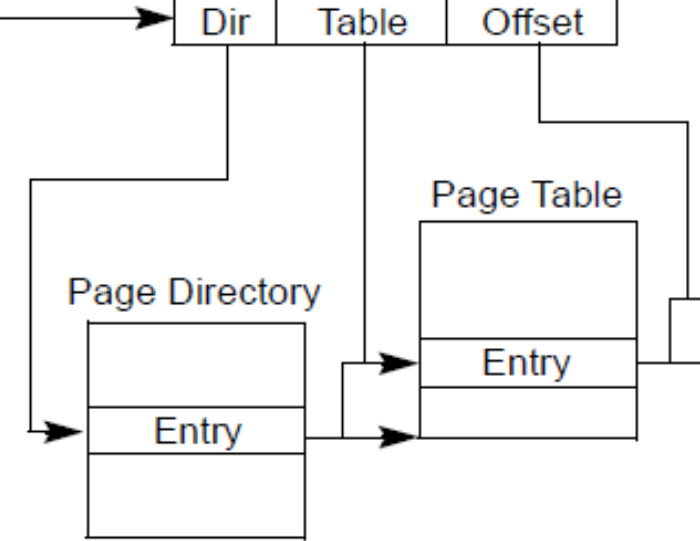 Dir Table Offset
Page Table
Page Directory
Entry
Entry